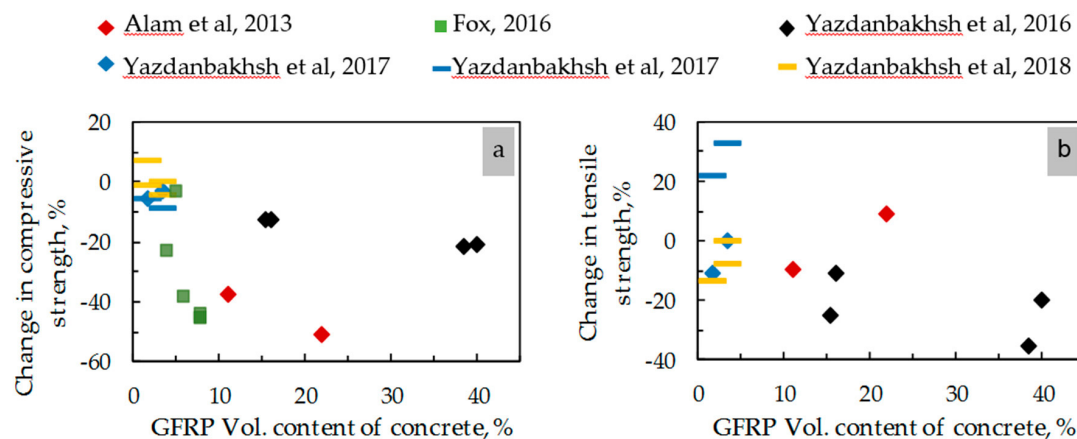 Alam et al, 2013 Fox, 2016 Yazdanbakhsh et al, 2016
Yazdanbakhsh et al, 2017 Yazdanbakhsh et al, 2017 Yazdanbakhsh et al, 2018
a
Change in compressive
strength, %
20
0
-20
-40
-60
0 10 20 30 40
GFRP Vol. content of concrete, %
b
Change in tensile
strength,%
40
20
0
-20
-40
0 10 20 30 40
GFRP Vol. content of concrete, %